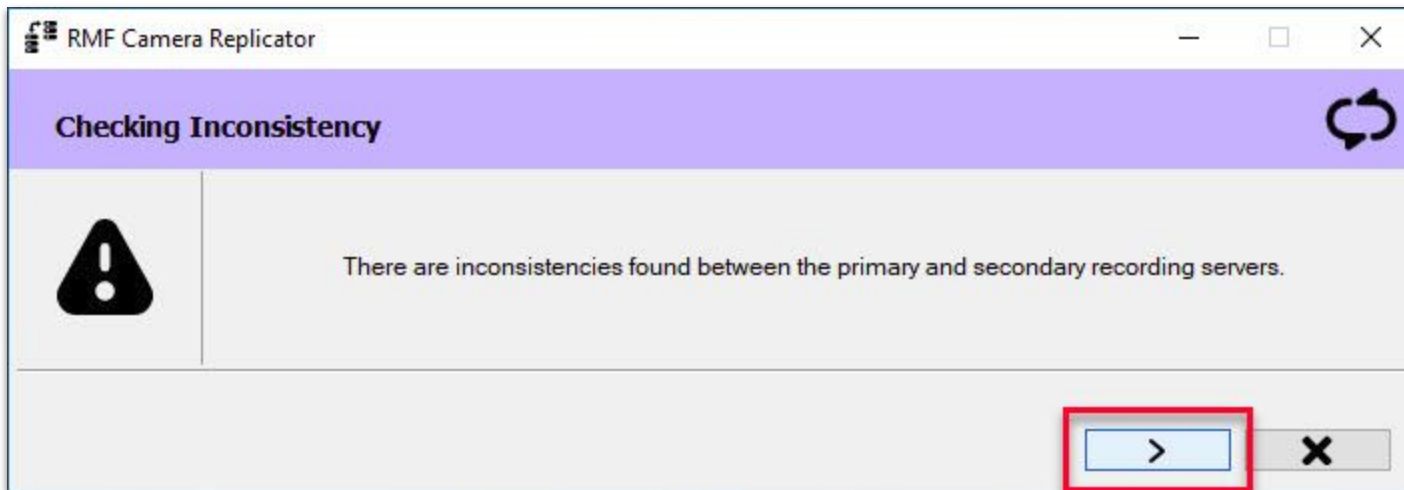 RMF Camera Replicator
Checking Inconsistency
There are inconsistencies found between the primary and secondary recording servers.